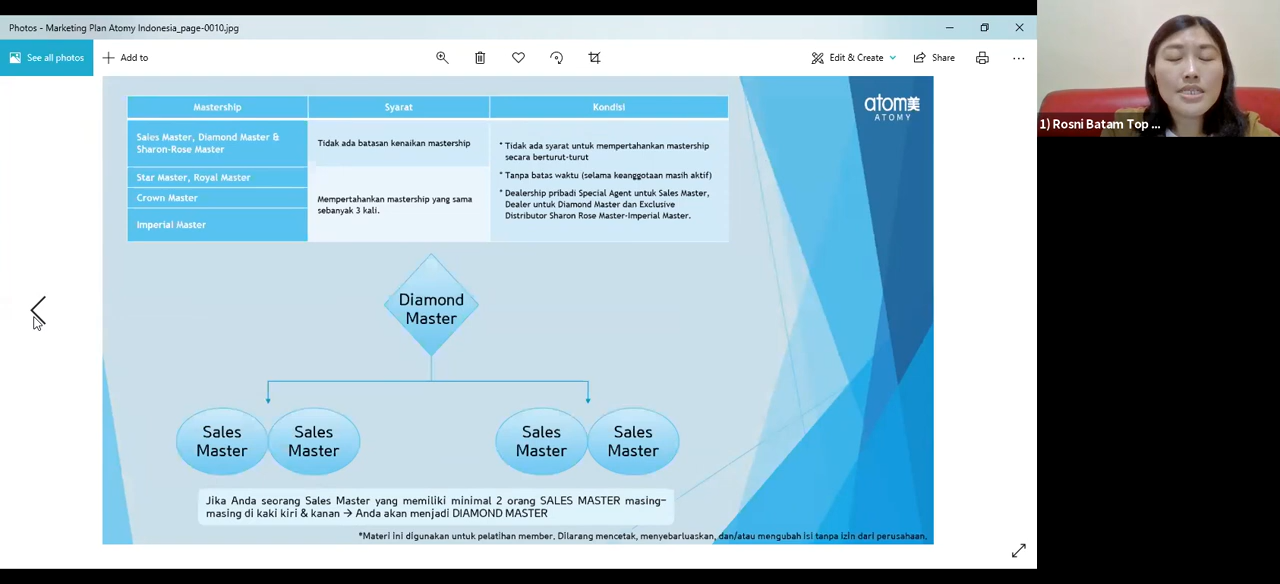 Photos - Marketing Plan Atomy Indonesia_page-0010.jpg
See all photos
Add to
Edit & Create
Share
1) Rosni Batam Top ...
atom美
ATOMY
Mastership
Syarat
Kondisi
Sales Master, Diamond Master &
Sharon-Rose Master
Tidak ada batasan kenaikan mastership
* Tidak ada syarat untuk mempertahankan mastership
secara berturut-turut
Star Master, Royal Master
* Tanpa batas waktu (selama keanggotaan masih aktif)
Crown Master
Mempertahankan mastership yang sama
sebanyak 3 kali.
* Dealership pribadi Special Agent untuk Sales Master,
Dealer untuk Diamond Master dan Exclusive
Distributor Sharon Rose Master-Imperial Master.
Imperial Master
Diamond
Master
Sales
Master
Sales
Master
Sales
Master
Sales
Master
Jika Anda seorang Sales Master yang memiliki minimal 2 orang SALES MASTER masing-
masing di kaki kiri & kanan → Anda akan menjadi DIAMOND MASTER
*Materi ini digunakan untuk pelatihan member. Dilarang mencetak, menyebarluaskan, dan/atau mengubah isi tanpa izin dari perusahaan.